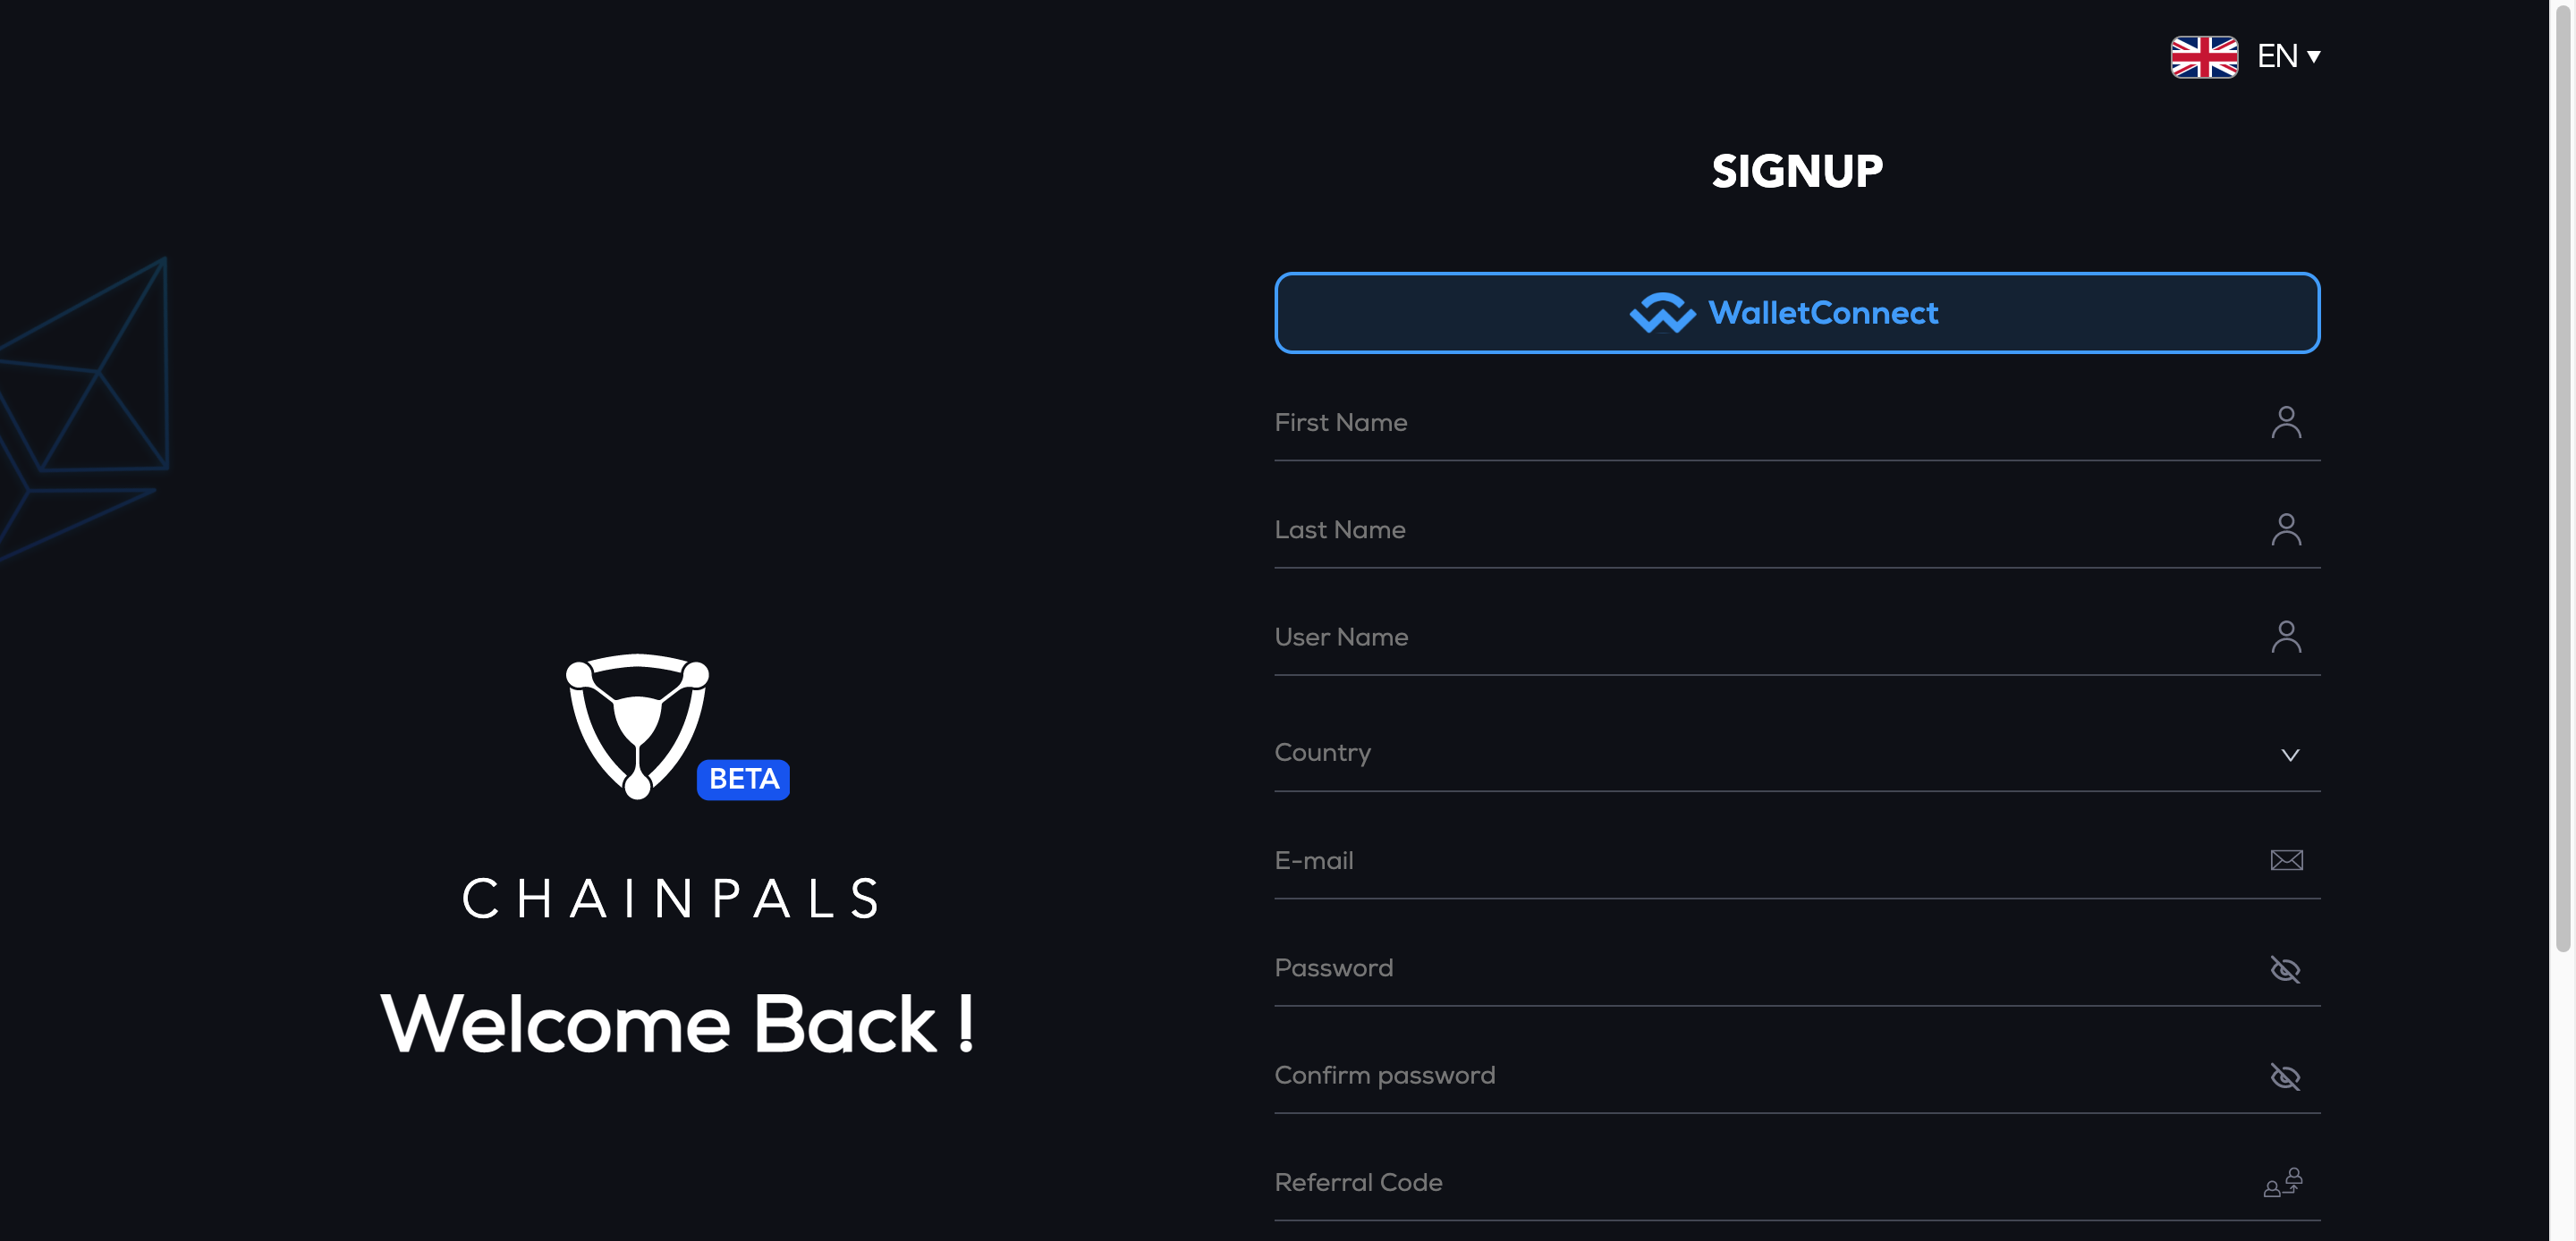 EN
SIGNUP
WalletConnect
First Name
Last Name
User Name
Country
E-mail
Password
Confirm password
Referral Code
BETA
CHAINPALS
Welcome Back !